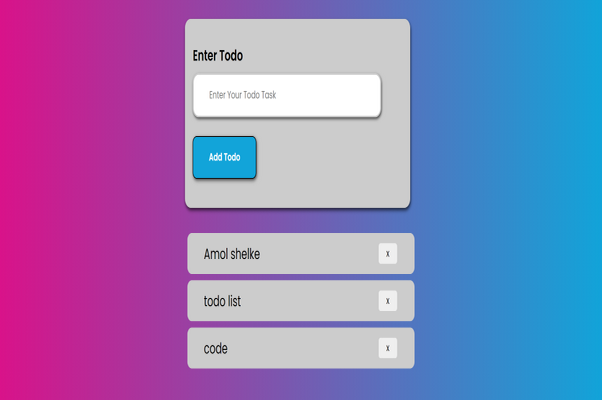 Enter Todo
Enter Your Todo Task
Add Todo
Amol shelke x
todo list x
code x